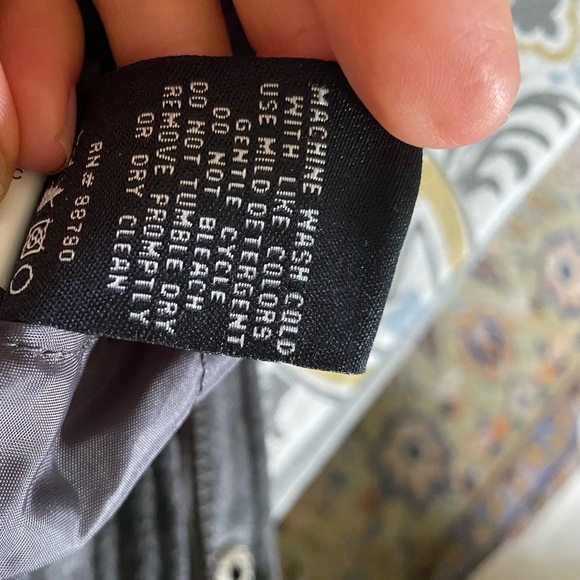 MACHINE WASH COLD
WITH LIKE COLORS
USE MILD DETERGENT
GENTLE CYCLE
DO NOT BLEACH
DO NOT TUMBLE DRY
REMOVE PROMPTLY
OR DRY CLEAN
RN# 98780